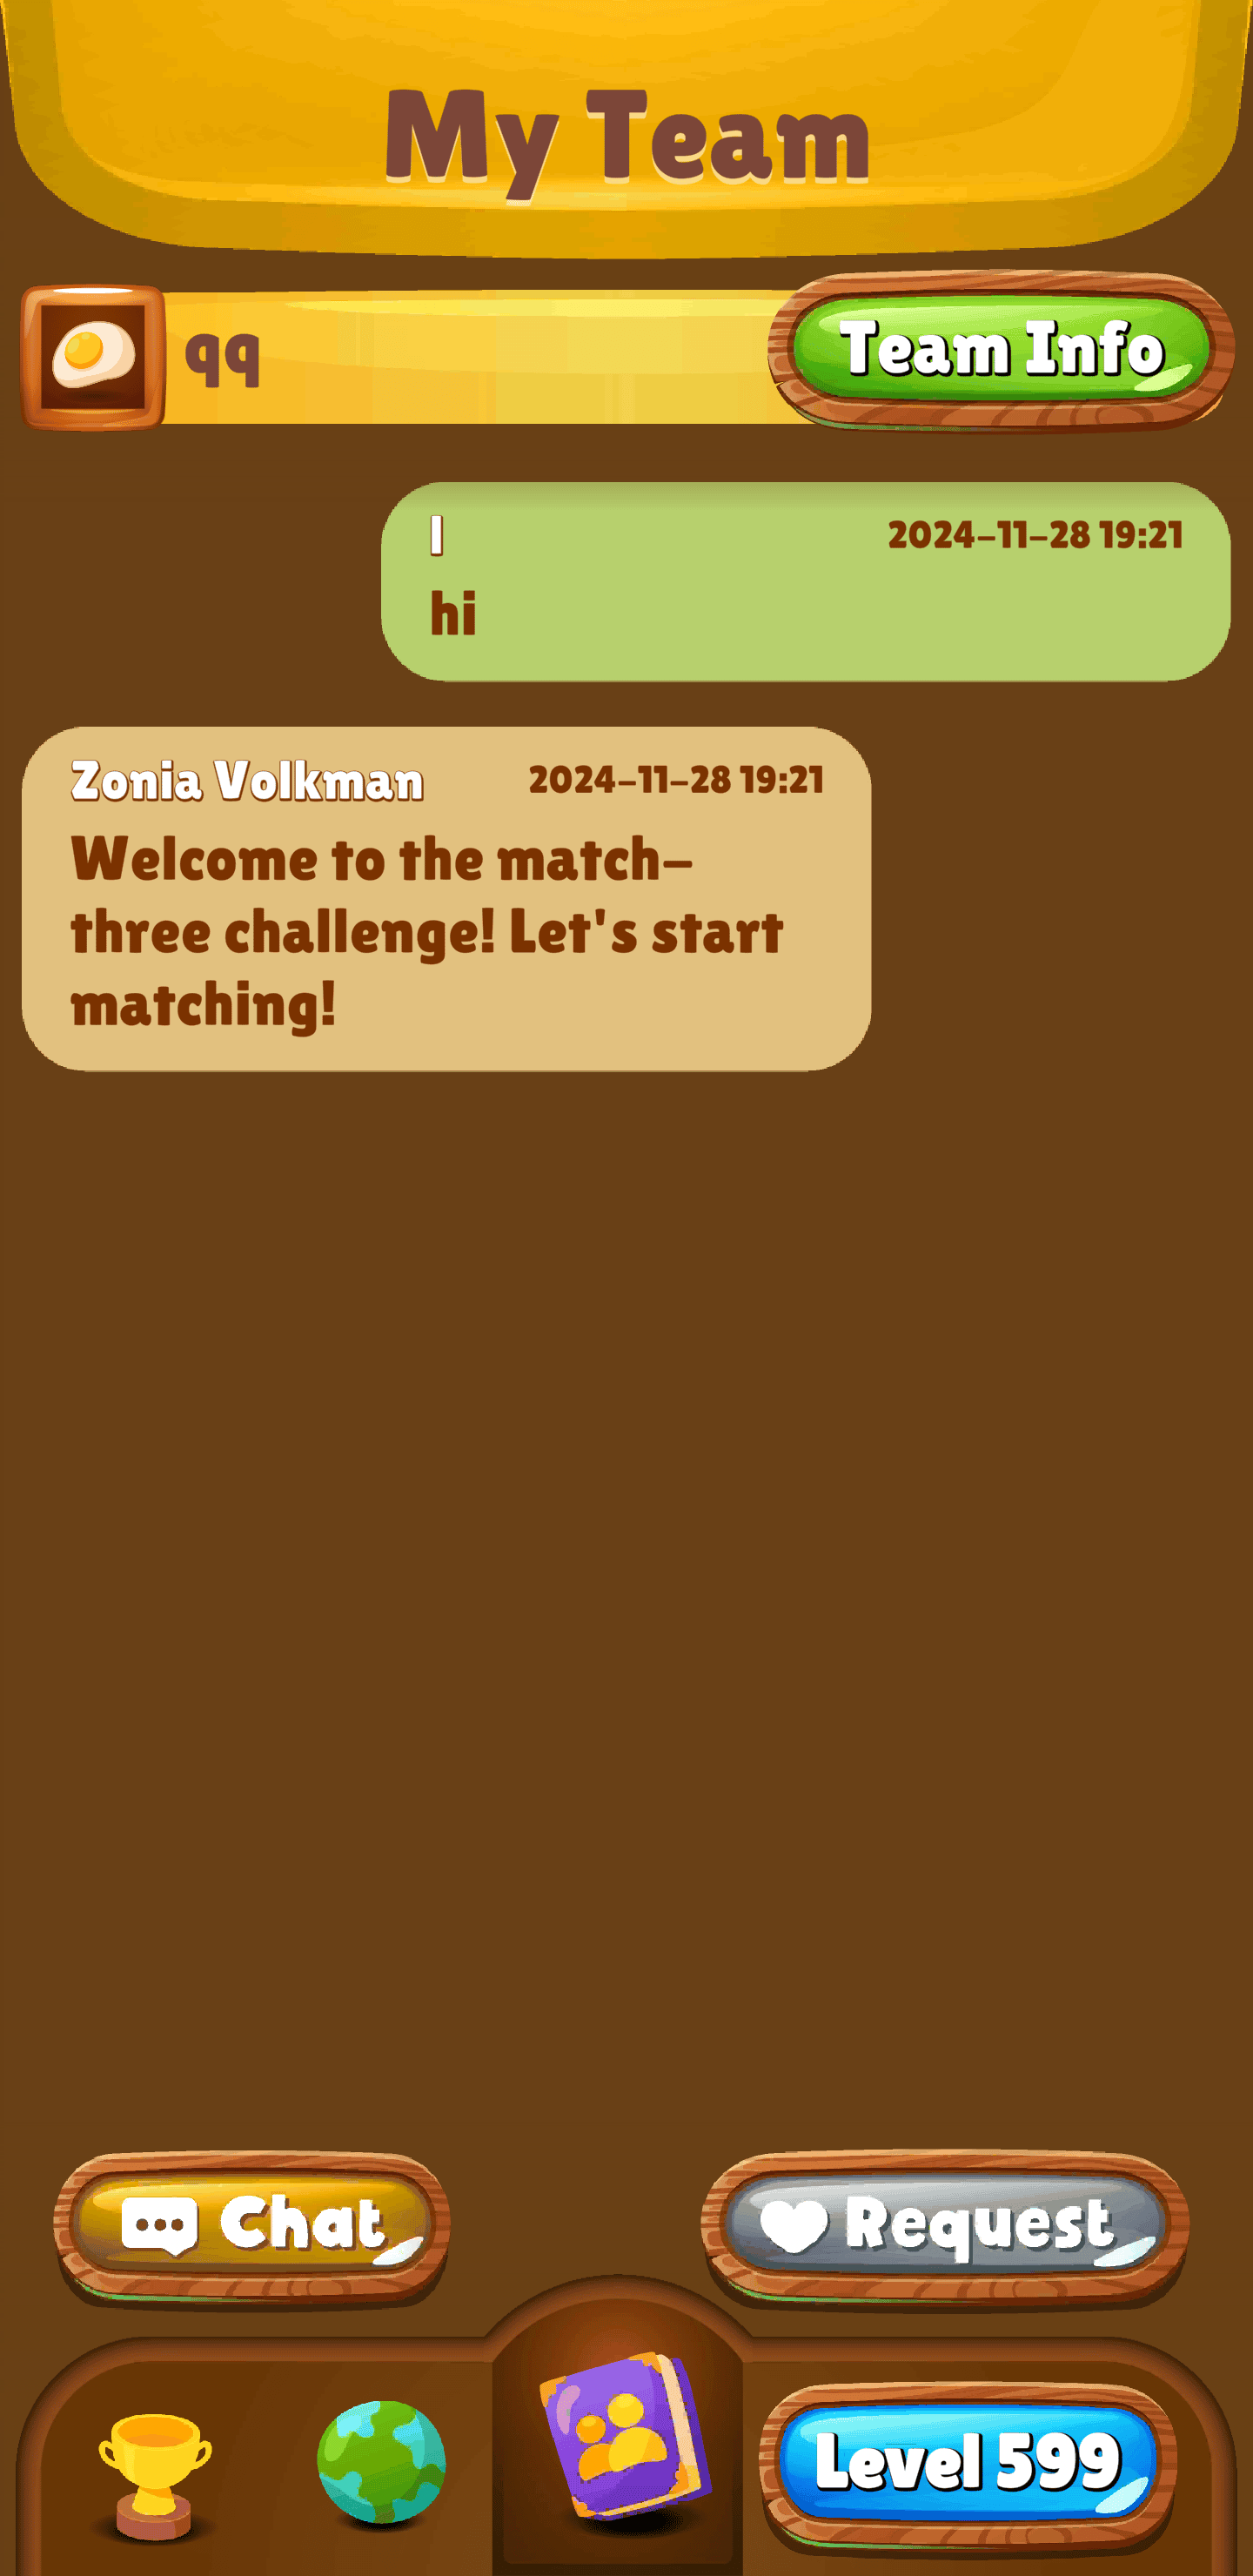 My Team
qq
Team Info
I
2024-11-28 19:21
hi
Zonia Volkman
2024-11-28 19:21
Welcome to the match-
three challenge! Let's start
matching!
Chat
Request
Level 599